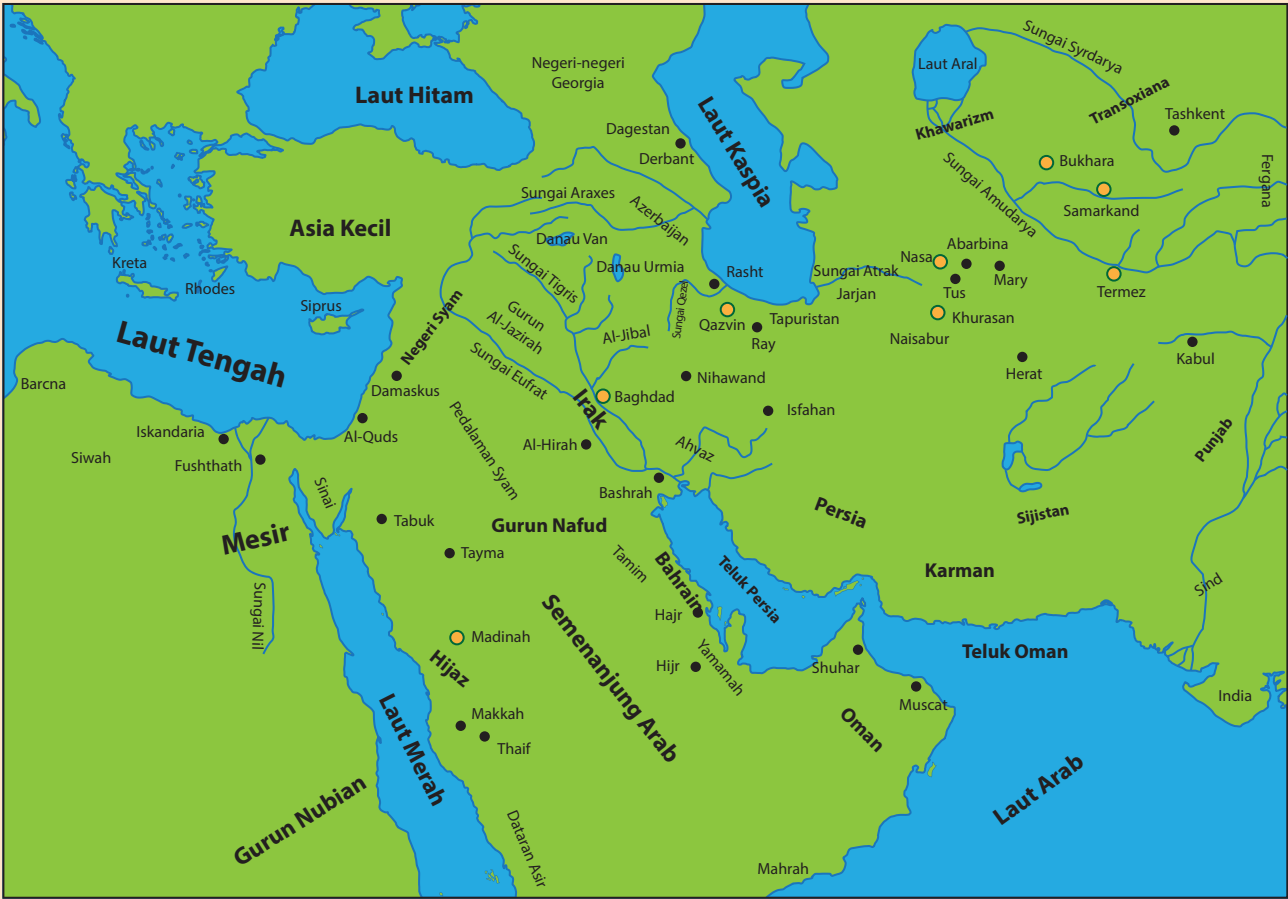 Laut Hitam
Negeri-negeri
Georgia
Laut Kaspia
Laut Aral
Sungai Syrdarya
Transoxiana
Tashkent
Khawarizm
Dagestan
Derbant
Bukhara
Sungai Amudarya
Samarkand
Fergana
Sungai Araxes
Azerbaijan
Asia Kecil
Danau Van
Danau Urmia
Sungai Tigris
Rasht
Sungai Atrak
Jarjan
Abarbina
Nasa
Tus
Mary
Termez
Kreta
Rhodes
Siprus
Negeri Syam
Gurun
Al-Jazirah
Al-Jibal
Sungai Qezel
Qazvin
Ray
Tapuristan
Khurasan
Naisabur
Herat
Kabul
Laut Tengah
Barcna
Damaskus
Sungai Eufrat
Irak
Baghdad
Nihawand
Isfahan
Iskandaria
Al-Quds
Pedalaman Syam
Al-Hirah
Ahvaz
Punjab
Siwah
Fushthath
Sinai
Bashrah
Persia
Sijistan
Mesir
Tabuk
Gurun Nafud
Tayma
Tamim
Bahrain
Teluk Persia
Karman
Sind
Sungai Nil
Semenanjung Arab
Hajr
Madinah
Hijaz
Hijr
Yamamah
Shuhar
Teluk Oman
Muscat
India
Makkah
Thaif
Laut Merah
Oman
Laut Arab
Gurun Nubian
Dataran Asir
Mahrah